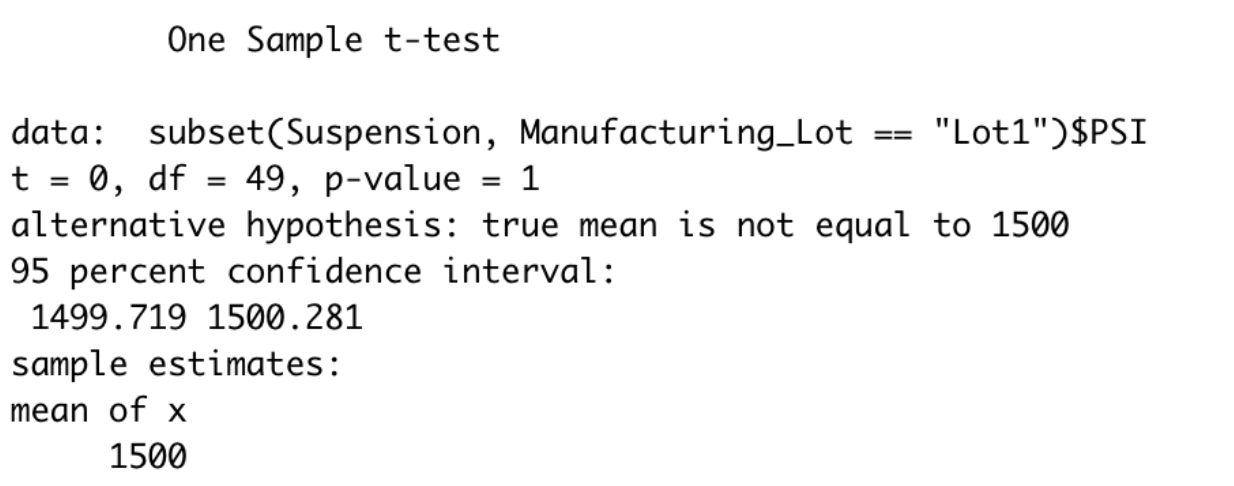 One Sample t-test
data:  subset(Suspension, Manufacturing_Lot == "Lot1")$PSI
t = 0, df = 49, p-value = 1
alternative hypothesis: true mean is not equal to 1500
95 percent confidence interval:
 1499.719 1500.281
sample estimates:
mean of x
     1500